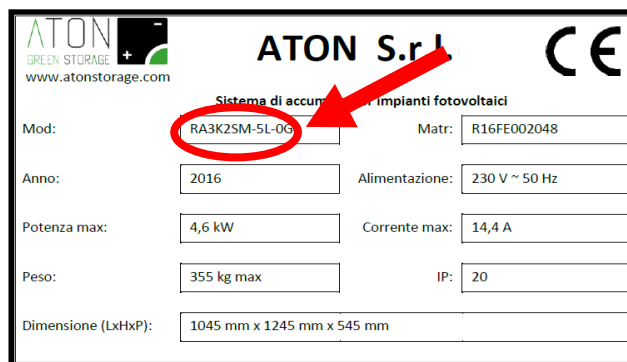 ATON
GREEN STORAGE + -
www.atonstorage.com
ATON S.r.l.
CE
Sistema di impianti fotovoltaici
Mod: RA3K2SM-5L-0G Matr: R16FE002048
Anno: 2016 Alimentazione: 230 V ~ 50 Hz
Potenza max: 4,6 kW Corrente max: 14,4 A
Peso: 355 kg max IP: 20
Dimensione (LxHxP): 1045 mm x 1245 mm x 545 mm